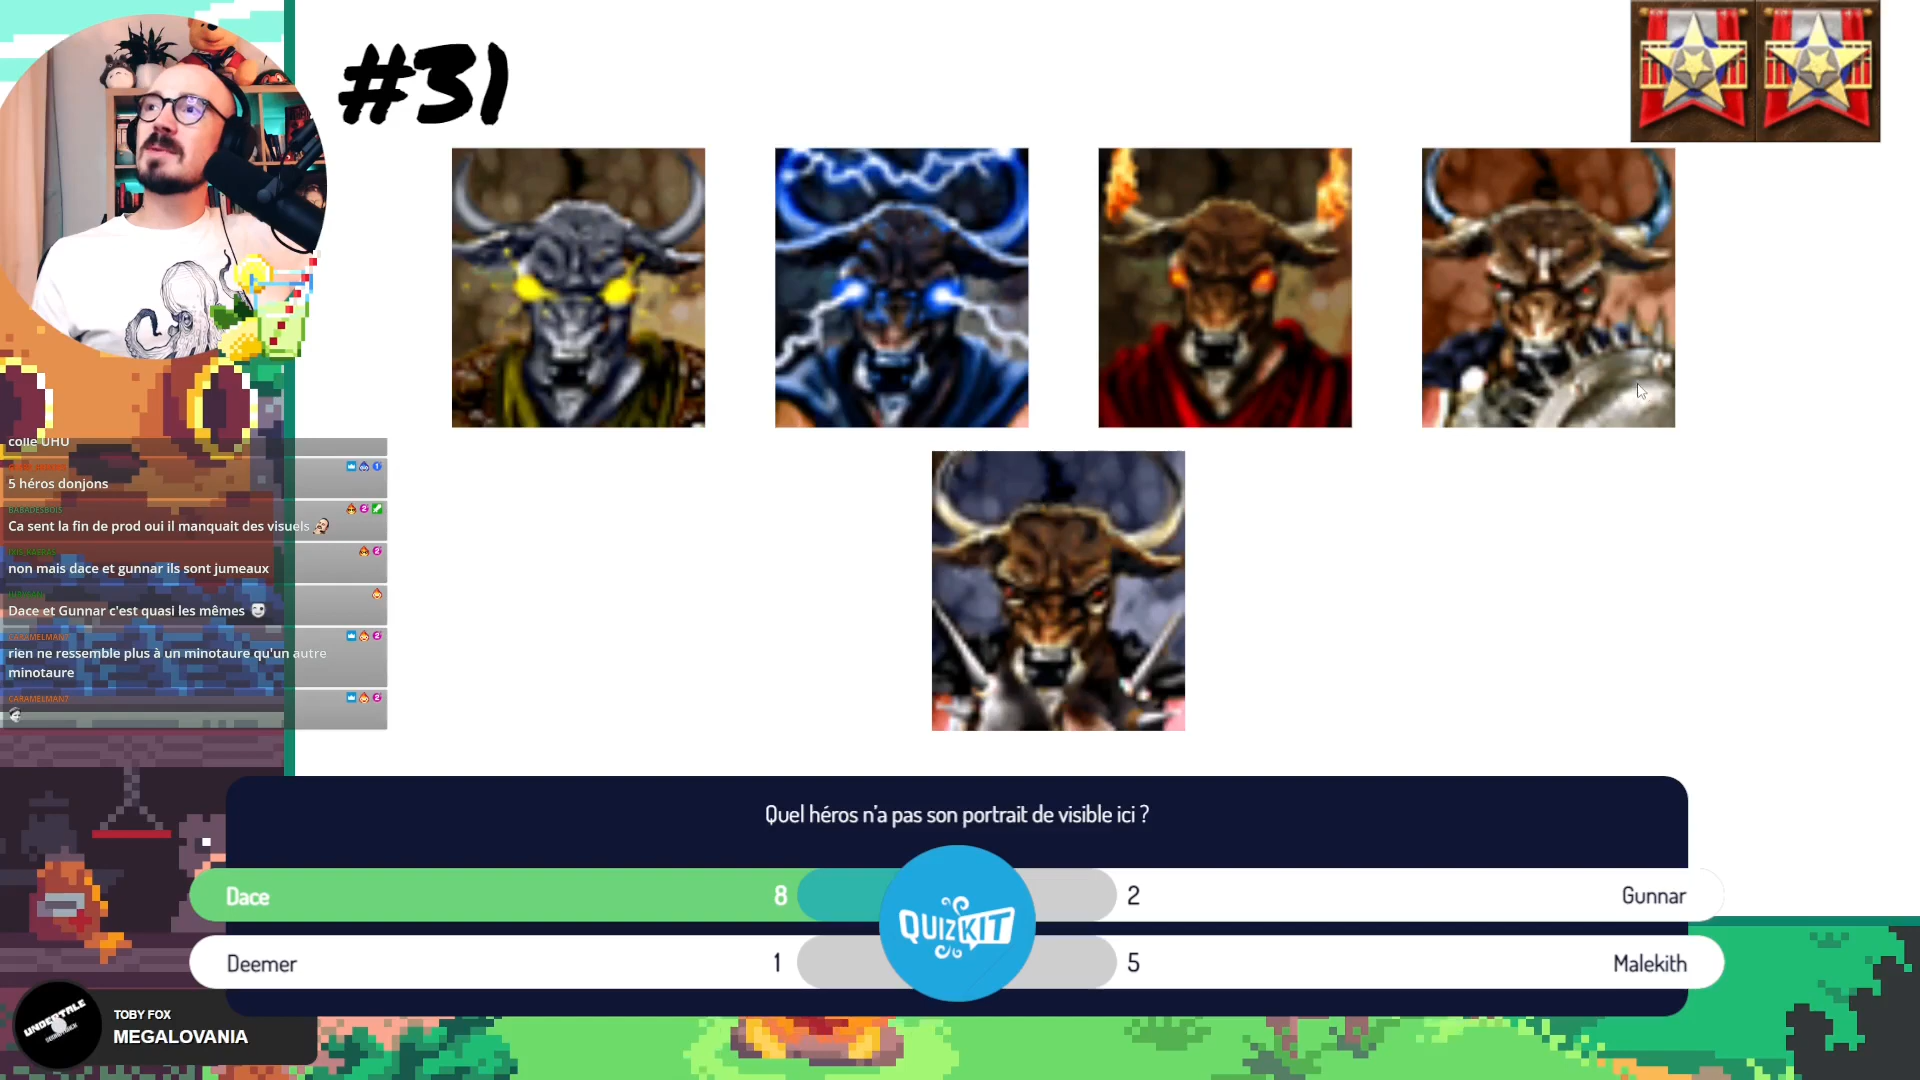 #31
colle UHU
5 héros donjons
BABADESBOIS
Ca sent la fin de prod oui il manquait des visuels
non mais dace et gunnar ils sont jumeaux
Dace et Gunnar c'est quasi les mêmes
CARAMELMAN7
rien ne ressemble plus à un minotaure qu'un autre
minotaure
CARAMELMAN7
Quel héros n'a pas son portrait de visible ici ?
Dace 8
2 Gunnar
QUIZKIT
Deemer 1
5 Malekith
UNDERTALE
TOBY FOX
MEGALOVANIA